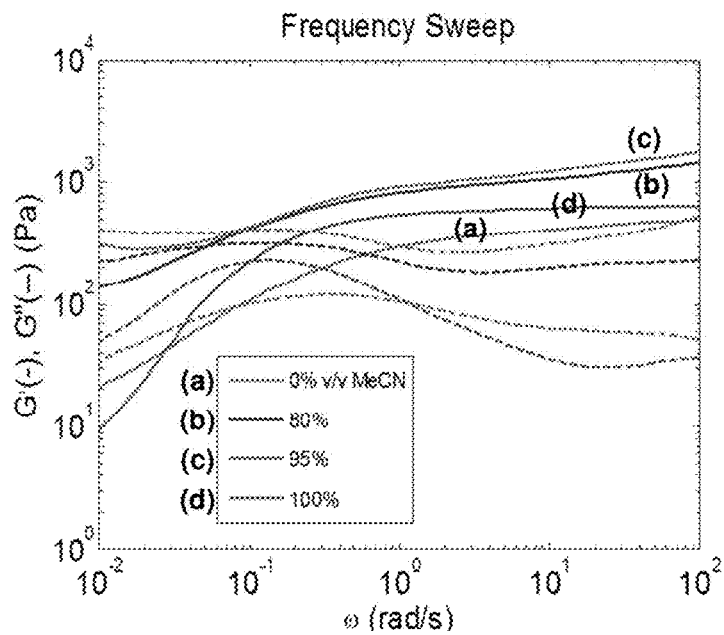 Frequency Sweep
G'(-), G''(--) (Pa)
10^4
10^3
10^2
10^1
10^0
(c)
(b)
(d)
(a)
(a) 0% v/v MeCN
(b) 80%
(c) 95%
(d) 100%
10^-2
10^-1
10^0
10^1
10^2
ω (rad/s)